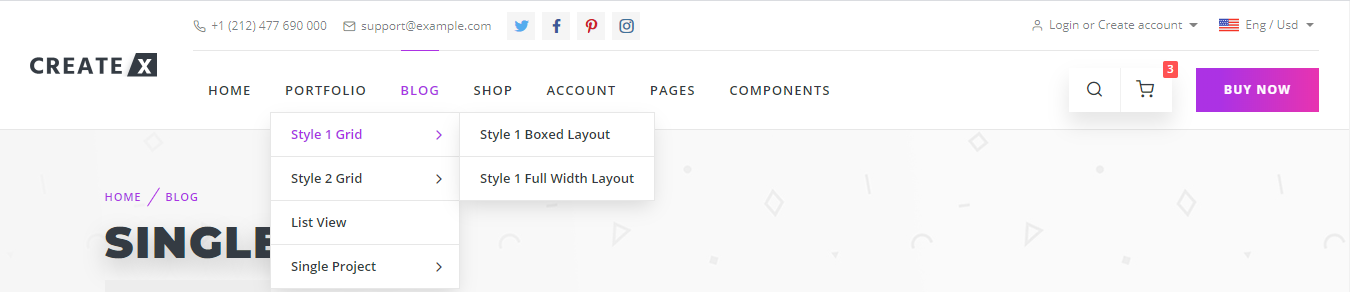 +1 (212) 477 690 000 support@example.com Login or Create account Eng / Usd
CREATE X
HOME PORTFOLIO BLOG SHOP ACCOUNT PAGES COMPONENTS 3 BUY NOW
Style 1 Grid Style 1 Boxed Layout
Style 2 Grid Style 1 Full Width Layout
HOME / BLOG
List View
SINGLE
Single Project